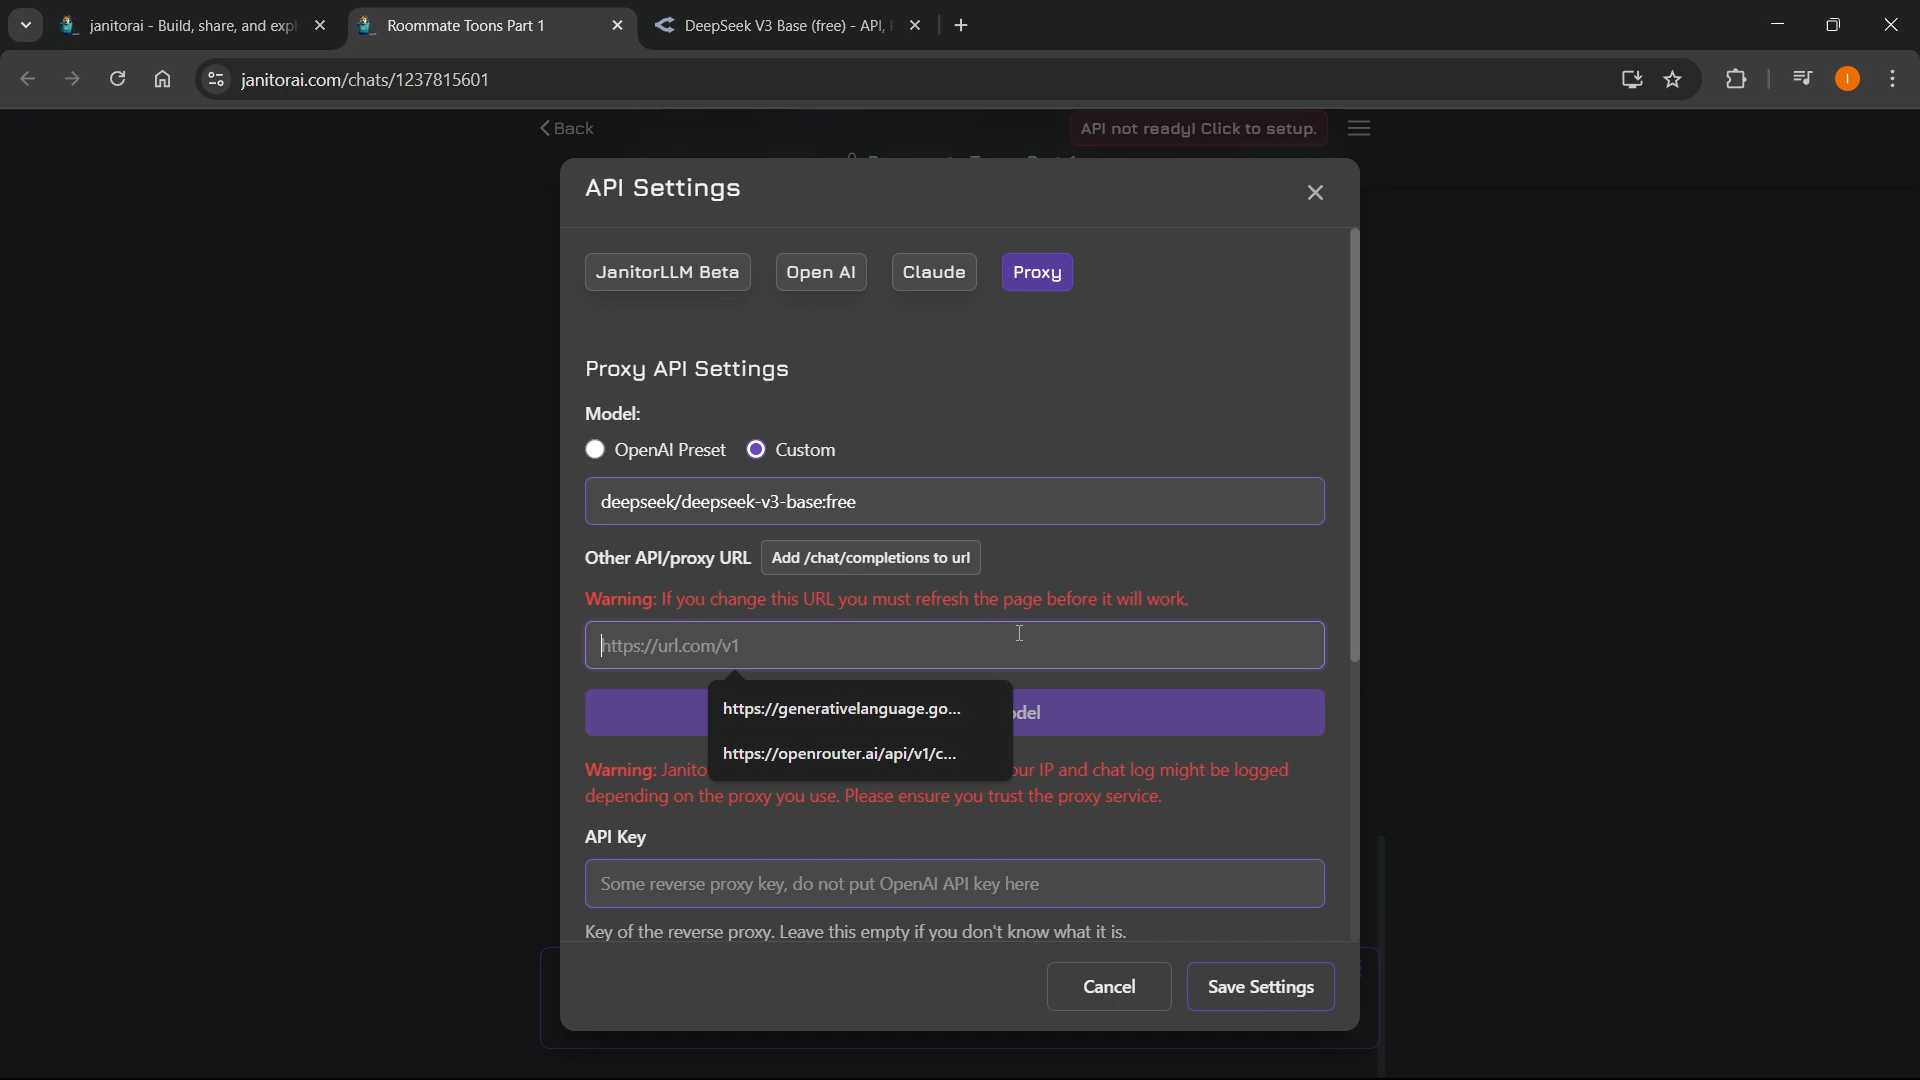 janitorai - Build, share, and expl
Roommate Toons Part 1
DeepSeek V3 Base (free) - API,
janitorai.com/chats/1237815601
I
Back
API not ready! Click to setup.
API Settings
JanitorLLM Beta
Open AI
Claude
Proxy
Proxy API Settings
Model:
OpenAI Preset
Custom
deepseek/deepseek-v3-base:free
Other API/proxy URL
Add /chat/completions to url
Warning: If you change this URL you must refresh the page before it will work.
https://url.com/v1
https://generativelanguage.go...
https://openrouter.ai/api/v1/c...
Warning: our IP and chat log might be logged
depending on the proxy you use. Please ensure you trust the proxy service.
API Key
Some reverse proxy key, do not put OpenAI API key here
Key of the reverse proxy. Leave this empty if you don't know what it is.
Cancel
Save Settings